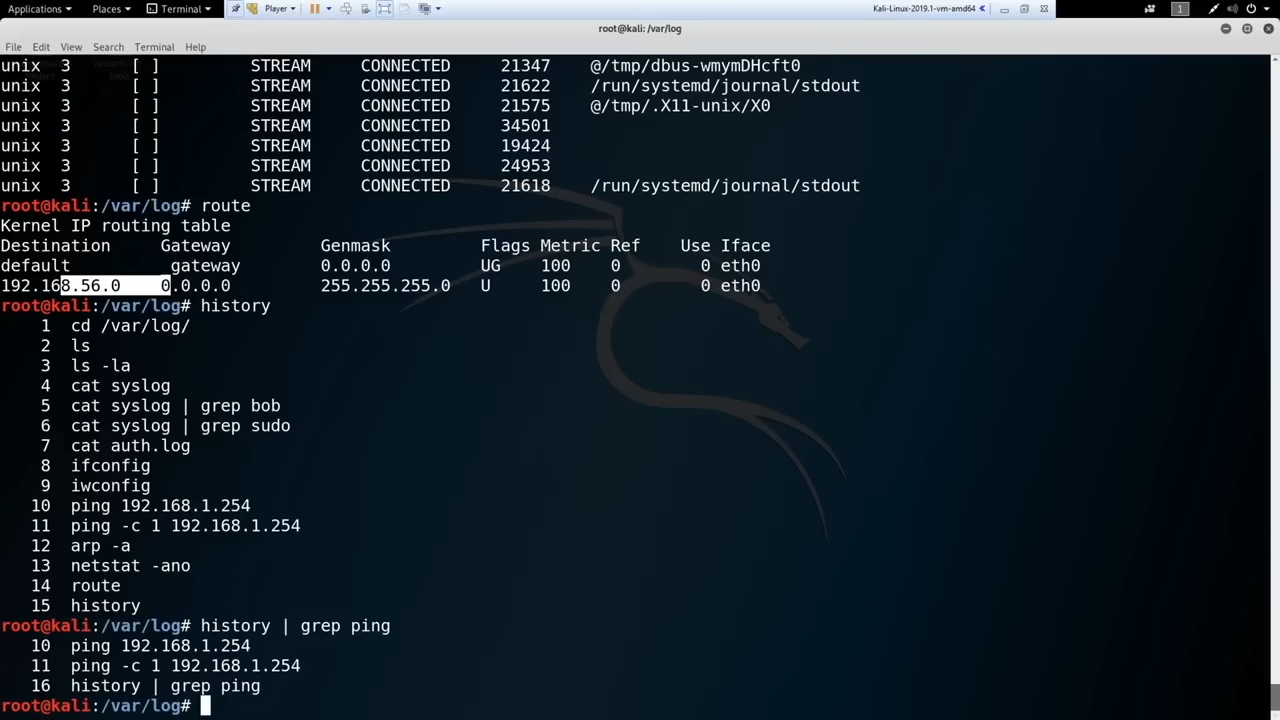 Applications Places Terminal Player Kali-Linux-2019.1-vm-amd64 1
root@kali: /var/log
File Edit View Search Terminal Help
unix 3 [ ] STREAM CONNECTED 21347 @/tmp/dbus-wmymDHcft0
unix 3 [ ] STREAM CONNECTED 21622 /run/systemd/journal/stdout
unix 3 [ ] STREAM CONNECTED 21575 @/tmp/.X11-unix/X0
unix 3 [ ] STREAM CONNECTED 34501
unix 3 [ ] STREAM CONNECTED 19424
unix 3 [ ] STREAM CONNECTED 24953
unix 3 [ ] STREAM CONNECTED 21618 /run/systemd/journal/stdout
root@kali:/var/log# route
Kernel IP routing table
Destination Gateway Genmask Flags Metric Ref Use Iface
default _gateway 0.0.0.0 UG 100 0 0 eth0
192.168.56.0 0.0.0.0 255.255.255.0 U 100 0 0 eth0
root@kali:/var/log# history
1 cd /var/log/
2 ls
3 ls -la
4 cat syslog
5 cat syslog | grep bob
6 cat syslog | grep sudo
7 cat auth.log
8 ifconfig
9 iwconfig
10 ping 192.168.1.254
11 ping -c 1 192.168.1.254
12 arp -a
13 netstat -ano
14 route
15 history
root@kali:/var/log# history | grep ping
10 ping 192.168.1.254
11 ping -c 1 192.168.1.254
16 history | grep ping
root@kali:/var/log#